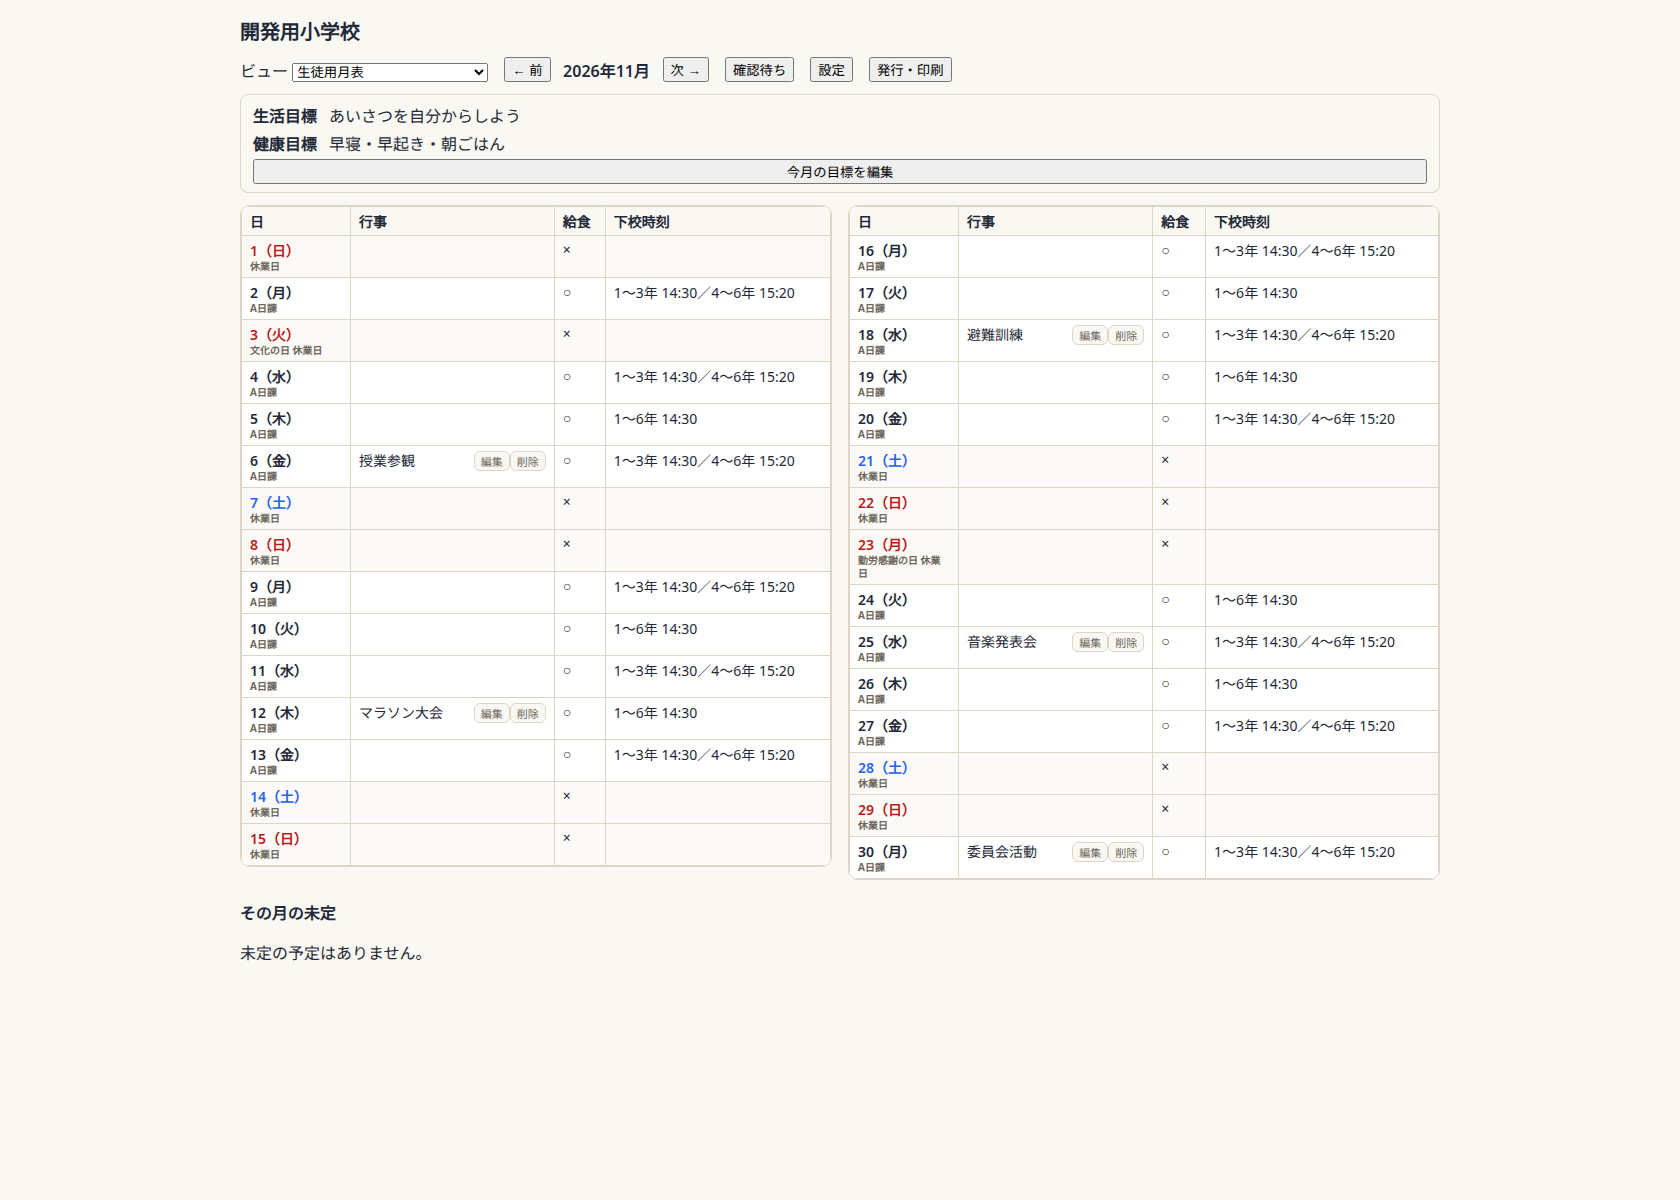 開発用小学校
ビュー 生徒用月表 ← 前 2026年11月 次 → 確認待ち 設定 発行・印刷
生活目標 あいさつを自分からしよう
健康目標 早寝・早起き・朝ごはん
今月の目標を編集
日 行事 給食 下校時刻
1（日） ×
休業日
2（月） ○ 1〜3年 14:30／4〜6年 15:20
A日課
3（火） ×
文化の日 休業日
4（水） ○ 1〜3年 14:30／4〜6年 15:20
A日課
5（木） ○ 1〜6年 14:30
A日課
6（金） 授業参観 編集 削除 ○ 1〜3年 14:30／4〜6年 15:20
A日課
7（土） ×
休業日
8（日） ×
休業日
9（月） ○ 1〜3年 14:30／4〜6年 15:20
A日課
10（火） ○ 1〜6年 14:30
A日課
11（水） ○ 1〜3年 14:30／4〜6年 15:20
A日課
12（木） マラソン大会 編集 削除 ○ 1〜6年 14:30
A日課
13（金） ○ 1〜3年 14:30／4〜6年 15:20
A日課
14（土） ×
休業日
15（日） ×
休業日
日 行事 給食 下校時刻
16（月） ○ 1〜3年 14:30／4〜6年 15:20
A日課
17（火） ○ 1〜6年 14:30
A日課
18（水） 避難訓練 編集 削除 ○ 1〜3年 14:30／4〜6年 15:20
A日課
19（木） ○ 1〜6年 14:30
A日課
20（金） ○ 1〜3年 14:30／4〜6年 15:20
A日課
21（土） ×
休業日
22（日） ×
休業日
23（月） ×
勤労感謝の日 休業
日
24（火） ○ 1〜6年 14:30
A日課
25（水） 音楽発表会 編集 削除 ○ 1〜3年 14:30／4〜6年 15:20
A日課
26（木） ○ 1〜6年 14:30
A日課
27（金） ○ 1〜3年 14:30／4〜6年 15:20
A日課
28（土） ×
休業日
29（日） ×
休業日
30（月） 委員会活動 編集 削除 ○ 1〜3年 14:30／4〜6年 15:20
A日課
その月の未定
未定の予定はありません。